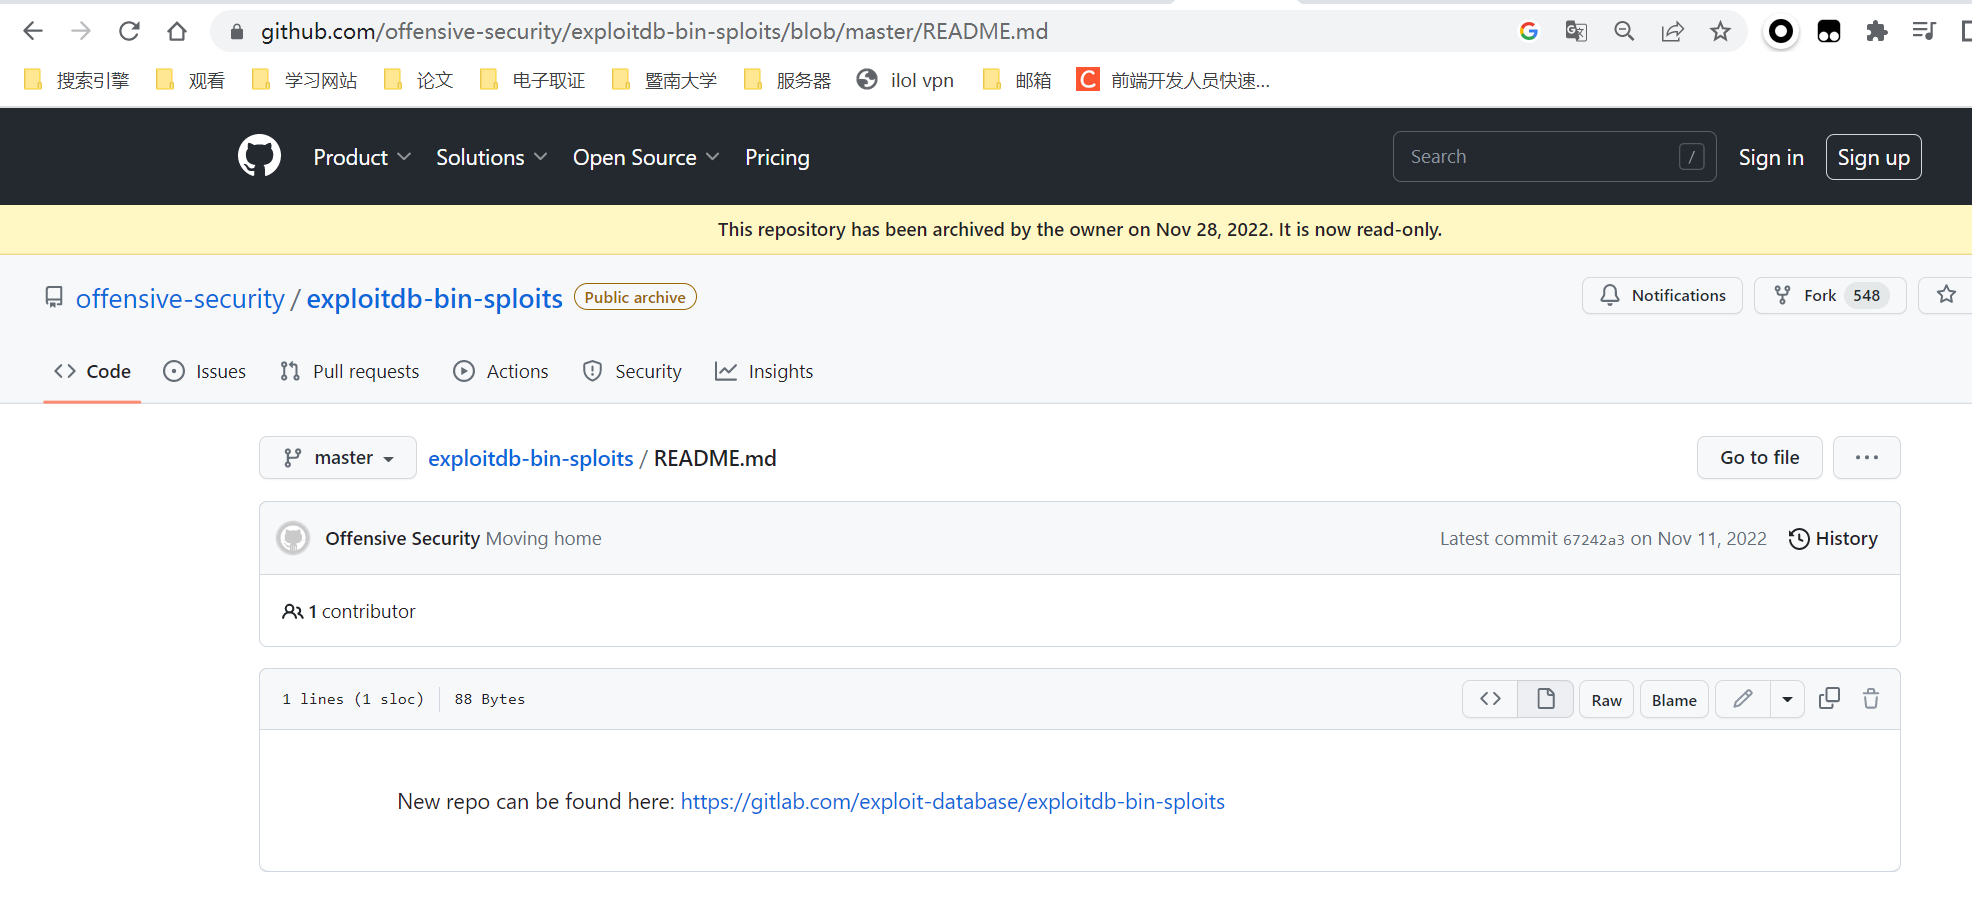 github.com/offensive-security/exploitdb-bin-sploits/blob/master/README.md
搜索引擎 观看 学习网站 论文 电子取证 暨南大学 服务器 ilol vpn 邮箱 C 前端开发人员快速...
Product Solutions Open Source Pricing Search / Sign in Sign up
This repository has been archived by the owner on Nov 28, 2022. It is now read-only.
offensive-security / exploitdb-bin-sploits Public archive Notifications Fork 548
Code Issues Pull requests Actions Security Insights
master exploitdb-bin-sploits / README.md Go to file ...
Offensive Security Moving home Latest commit 67242a3 on Nov 11, 2022 History
1 contributor
1 lines (1 sloc) 88 Bytes <> Raw Blame
New repo can be found here: https://gitlab.com/exploit-database/exploitdb-bin-sploits